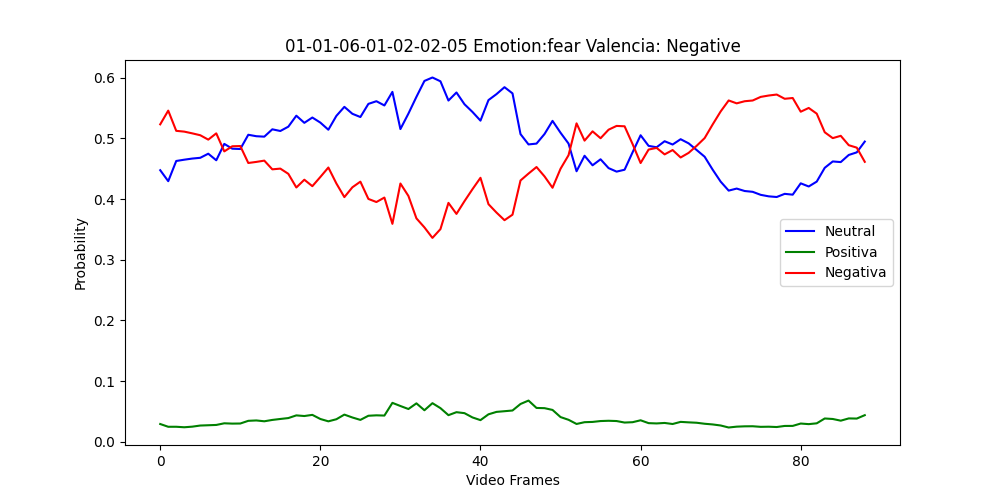 01-01-06-01-02-02-05 Emotion:fear Valencia: Negative
Probability
0.6
0.5
0.4
0.3
0.2
0.1
0.0
Neutral
Positiva
Negativa
0 20 40 60 80
Video Frames